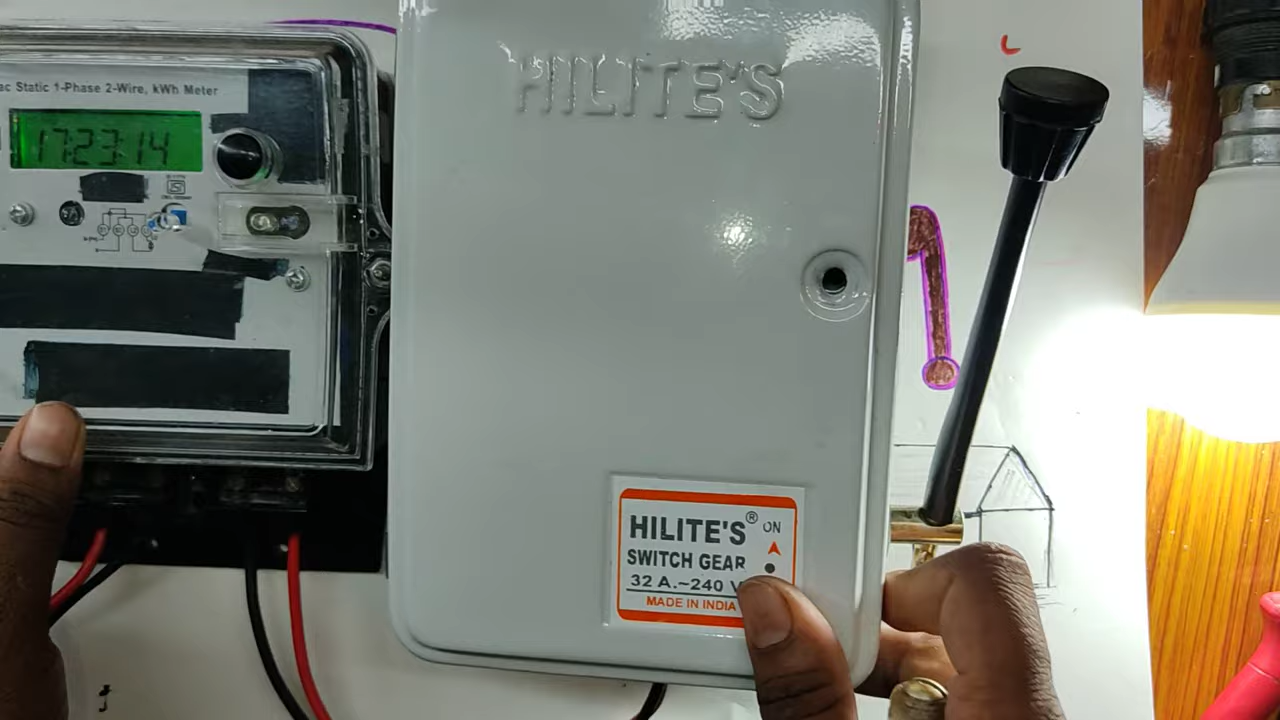 ac Static 1-Phase 2-Wire, kWh Meter
17:23:14
HILITE'S
HILITE'S® ON
SWITCH GEAR
32 A.~240 V
MADE IN INDIA
L